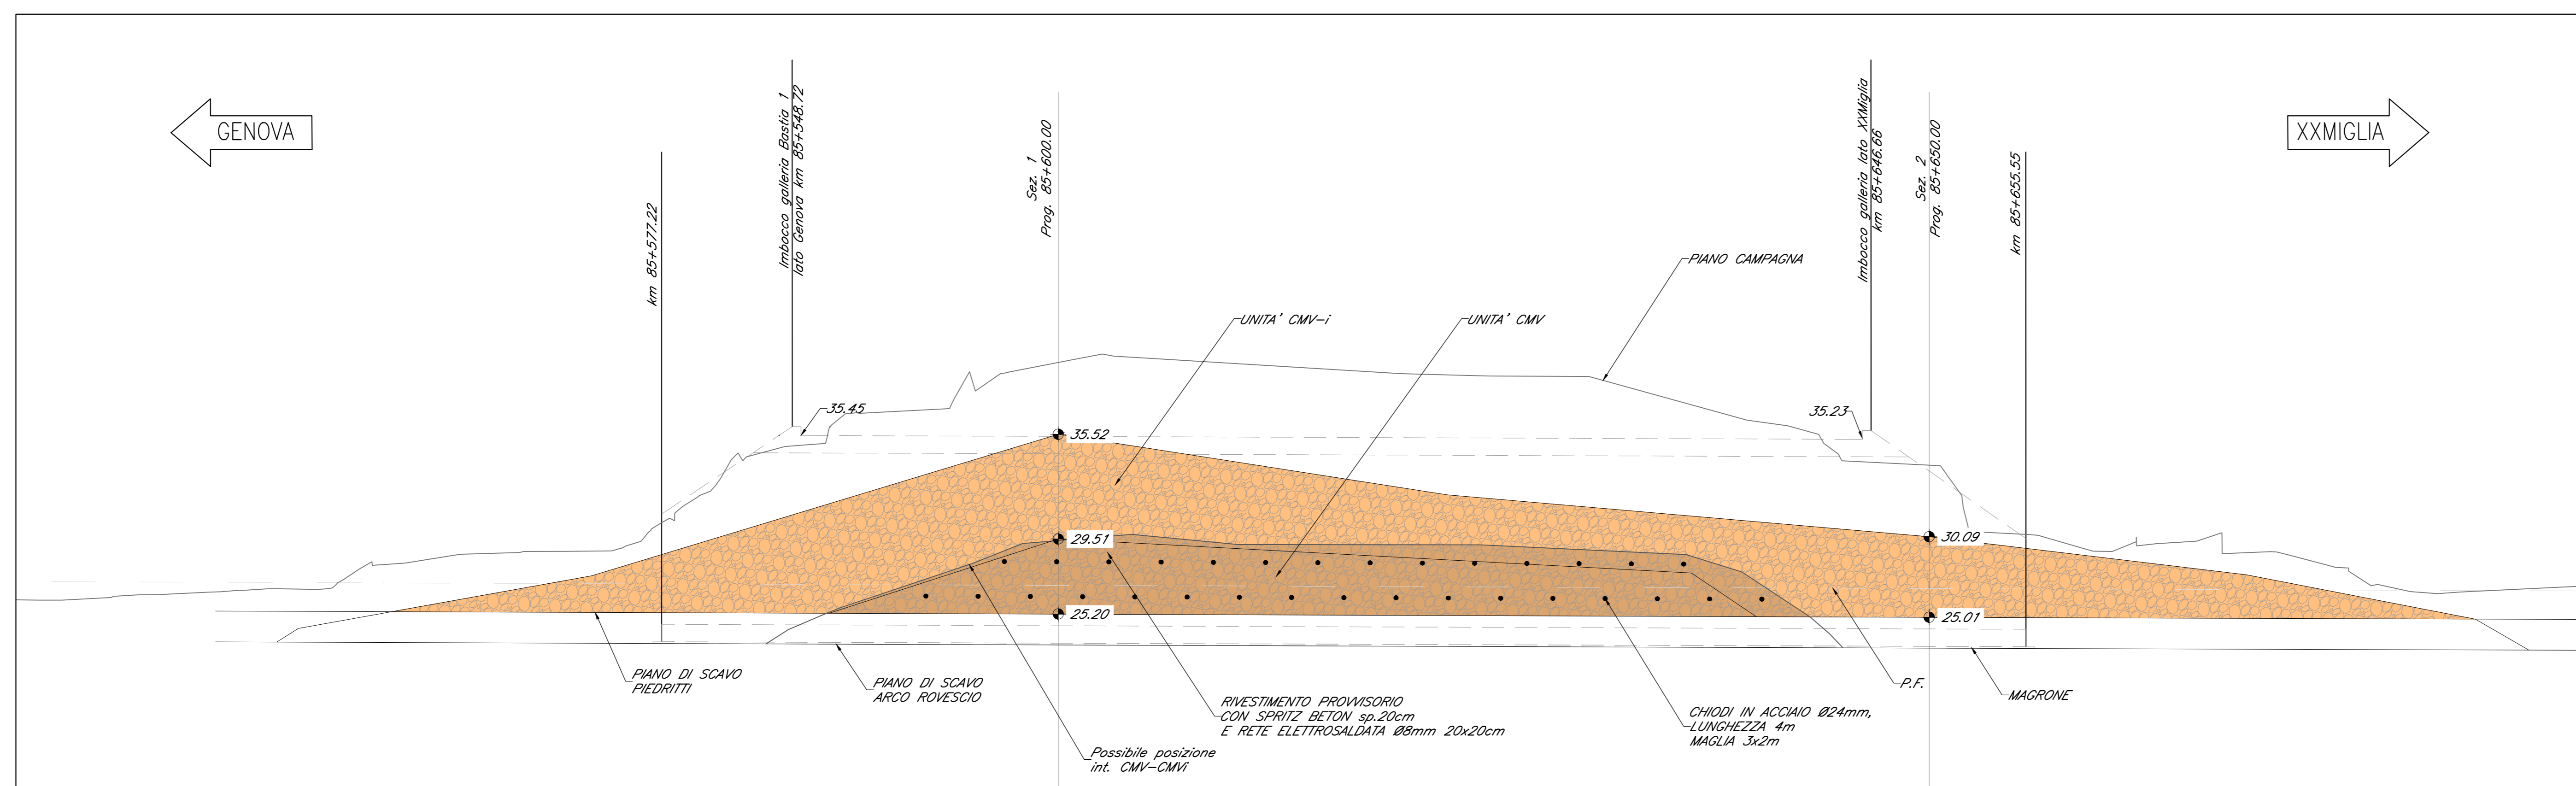 GENOVA
XXMIGLIA
km 85+577.22
Imbocco galleria Bastia 1
lato Genova km 85+548.72
Sez. 1
Prog. 85+600.00
Imbocco galleria lato XXMiglia
km 85+646.66
Sez. 2
Prog. 85+650.00
km 85+655.55
PIANO CAMPAGNA
UNITA' CMV-i
UNITA' CMV
35.45
35.23
35.52
29.51
30.09
25.20
25.01
PIANO DI SCAVO
PIEDRITTI
PIANO DI SCAVO
ARCO ROVESCIO
RIVESTIMENTO PROVVISORIO
CON SPRITZ BETON sp.20cm
E RETE ELETTROSALDATA Ø8mm 20x20cm
Possibile posizione
int. CMV-CMVi
CHIODI IN ACCIAIO Ø24mm,
LUNGHEZZA 4m
MAGLIA 3x2m
P.F.
MAGRONE